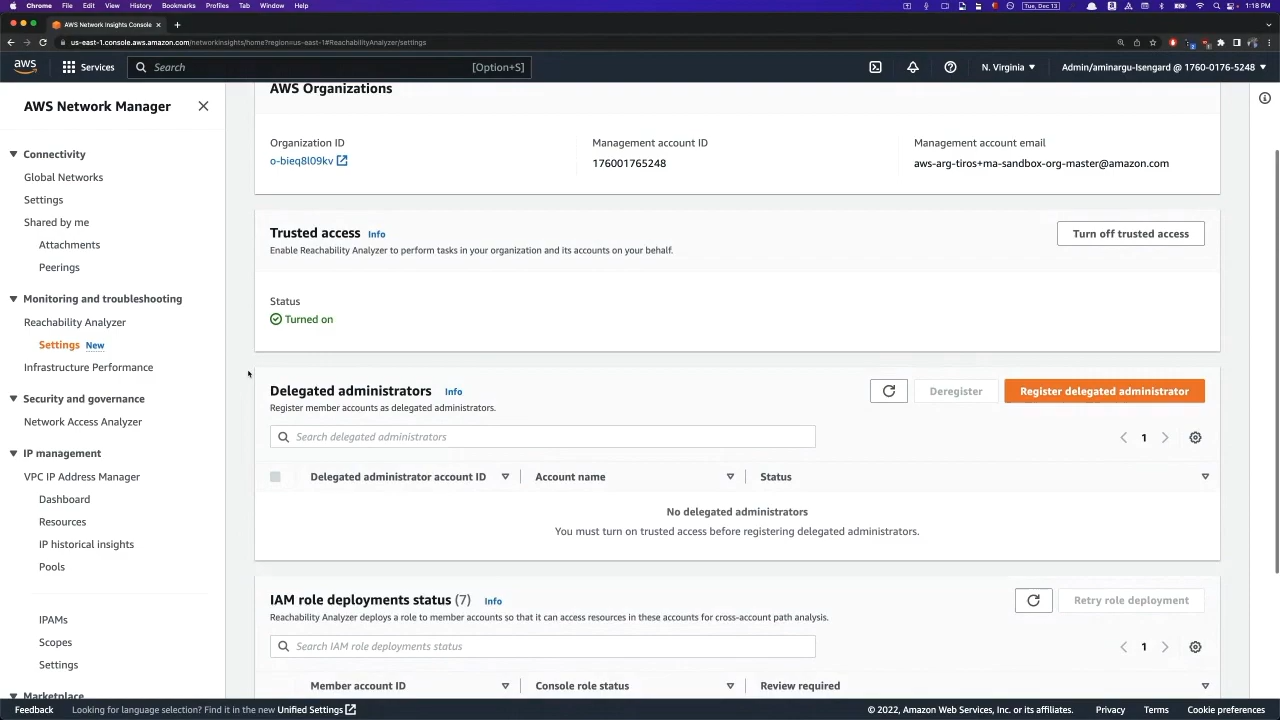 Chrome File Edit View History Bookmarks Profiles Tab Window Help
Tue, Dec 13 1:18 PM
AWS Network Insights Console
us-east-1.console.aws.amazon.com/networkinsights/home?region=us-east-1#ReachabilityAnalyzer/settings
aws Services Search [Option+S] N. Virginia Admin/aminargu-Isengard @ 1760-0176-5248
AWS Network Manager
Connectivity
Global Networks
Settings
Shared by me
Attachments
Peerings
Monitoring and troubleshooting
Reachability Analyzer
Settings New
Infrastructure Performance
Security and governance
Network Access Analyzer
IP management
VPC IP Address Manager
Dashboard
Resources
IP historical insights
Pools
IPAMs
Scopes
Settings
Marketplace
AWS Organizations
Organization ID
o-bieq8l09kv
Management account ID
176001765248
Management account email
aws-arg-tiros+ma-sandbox-org-master@amazon.com
Trusted access Info
Enable Reachability Analyzer to perform tasks in your organization and its accounts on your behalf.
Turn off trusted access
Status
Turned on
Delegated administrators Info
Register member accounts as delegated administrators.
Deregister
Register delegated administrator
Search delegated administrators
1
Delegated administrator account ID Account name Status
No delegated administrators
You must turn on trusted access before registering delegated administrators.
IAM role deployments status (7) Info
Reachability Analyzer deploys a role to member accounts so that it can access resources in these accounts for cross-account path analysis.
Retry role deployment
Search IAM role deployments status
1
Member account ID Console role status Review required
Feedback Looking for language selection? Find it in the new Unified Settings © 2022, Amazon Web Services, Inc. or its affiliates. Privacy Terms Cookie preferences